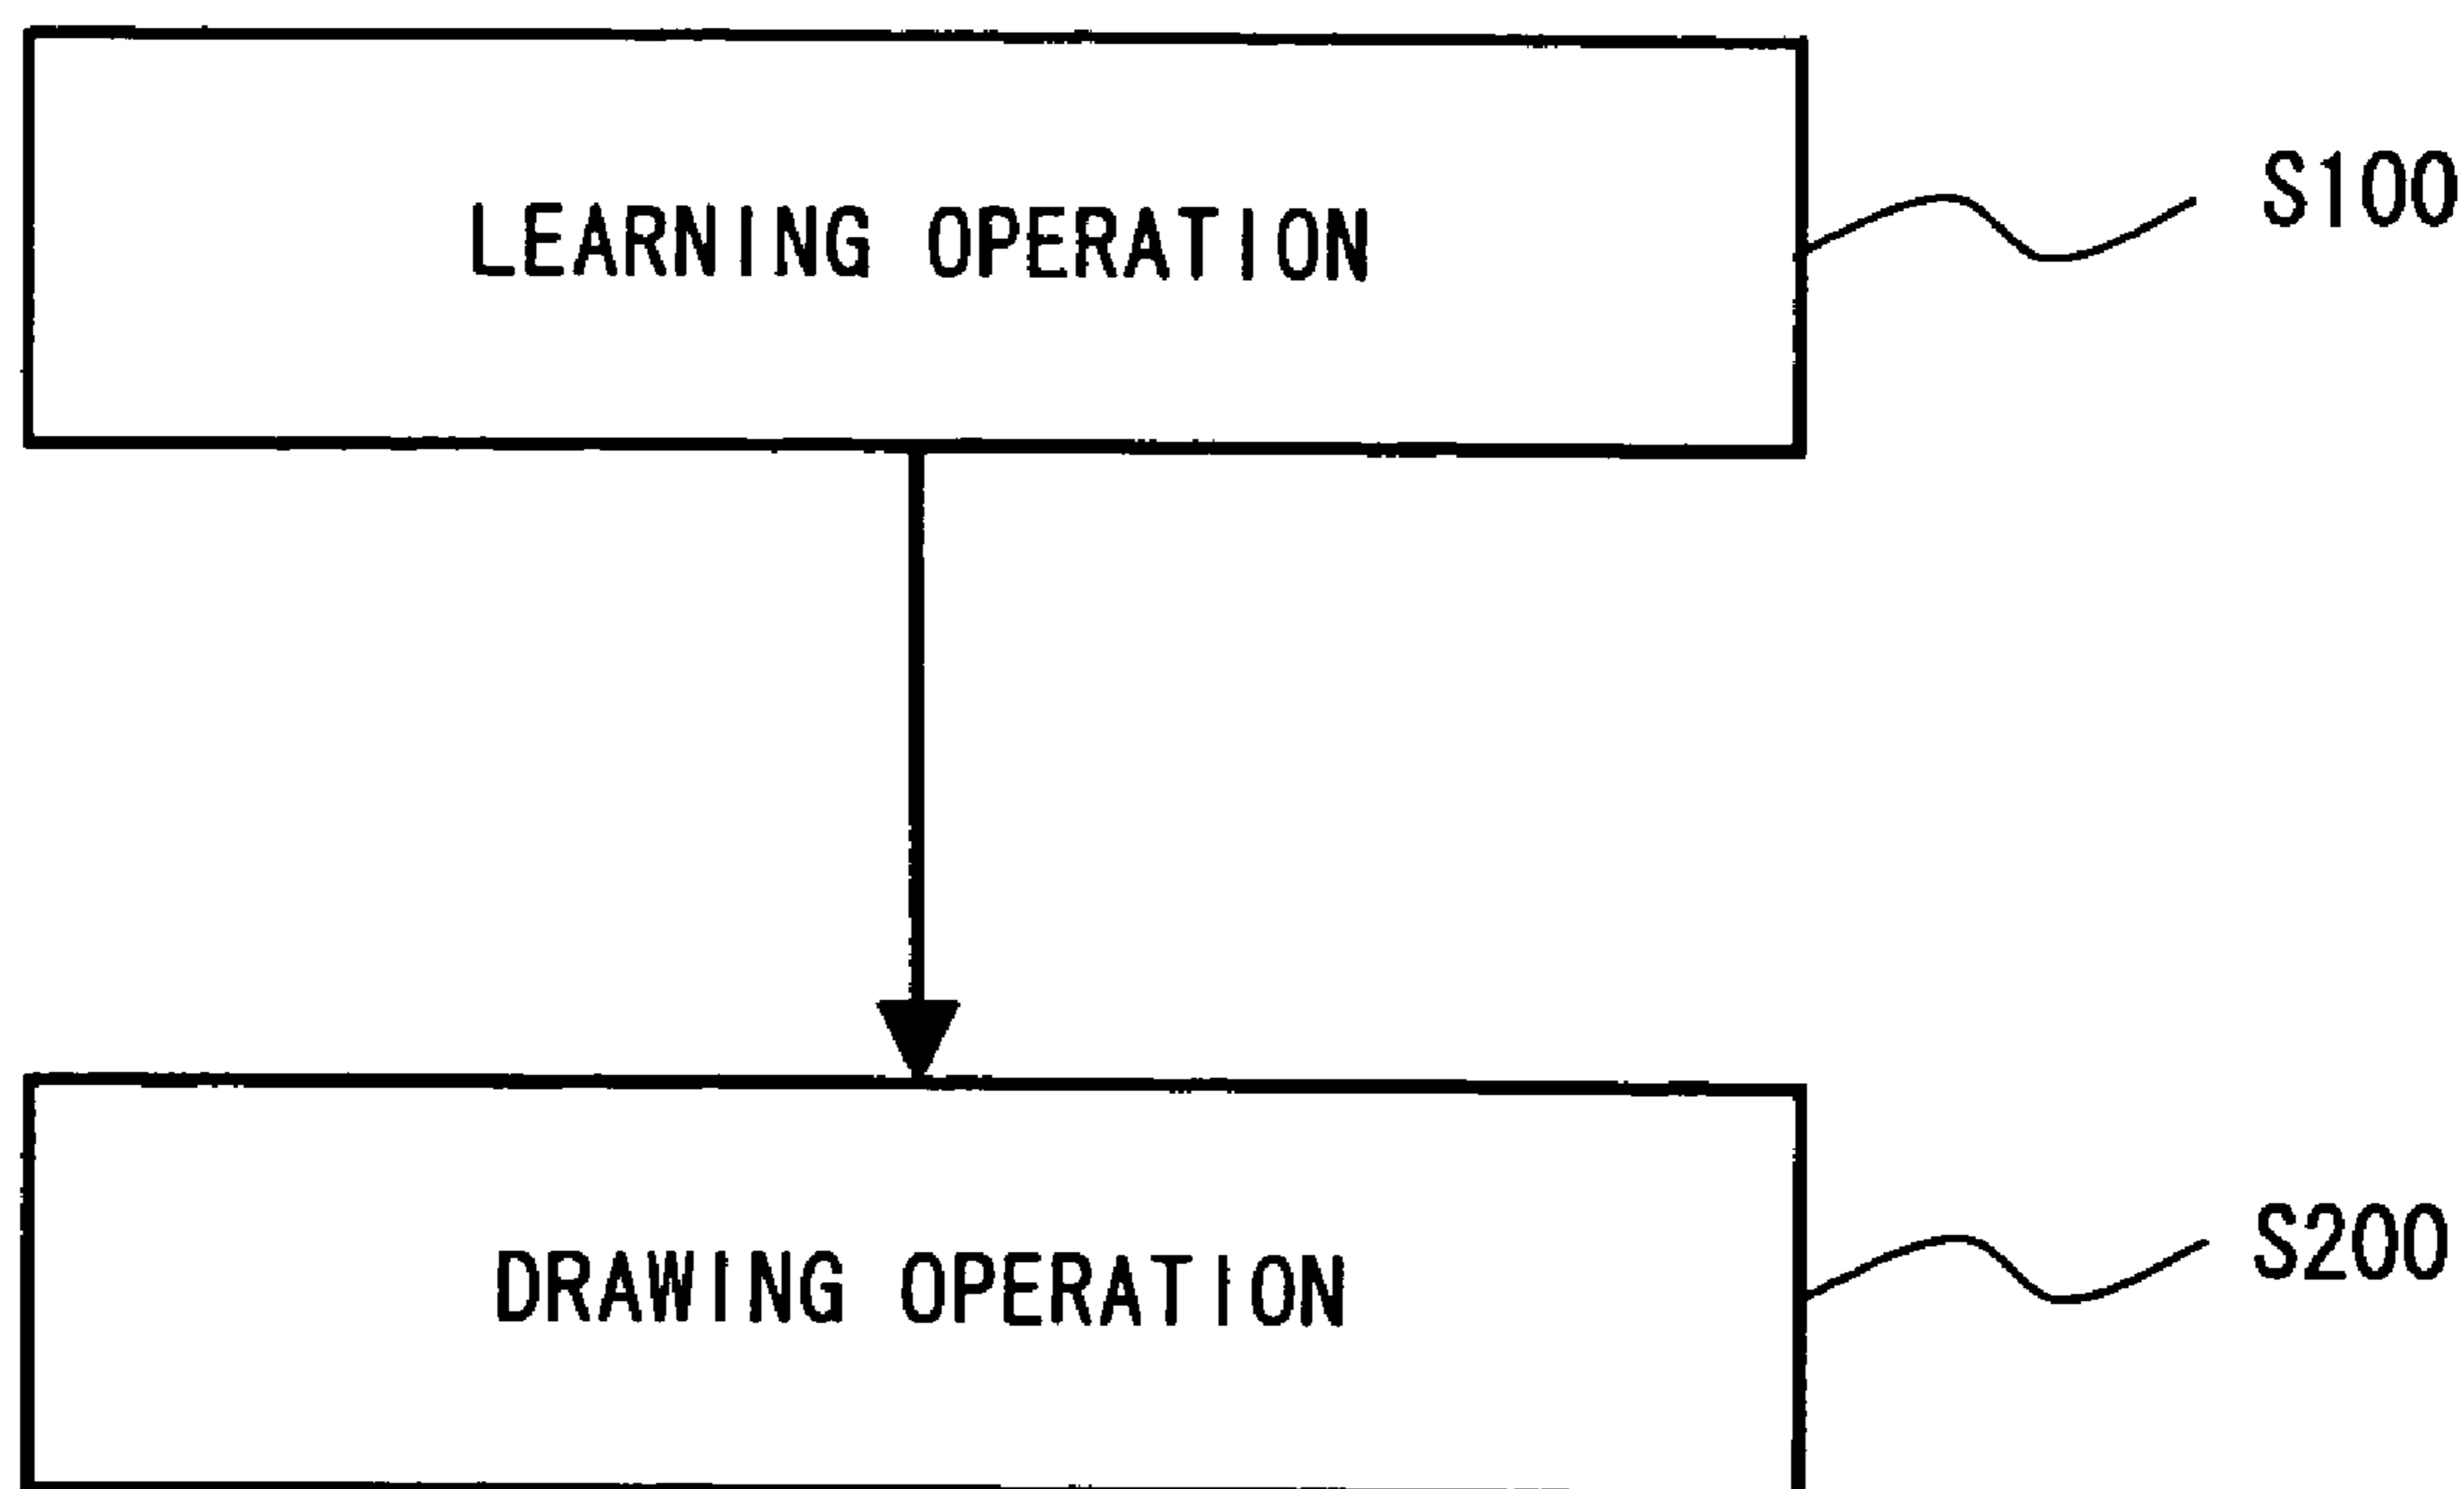 LEARNING OPERATION
S100
DRAWING OPERATION
S200